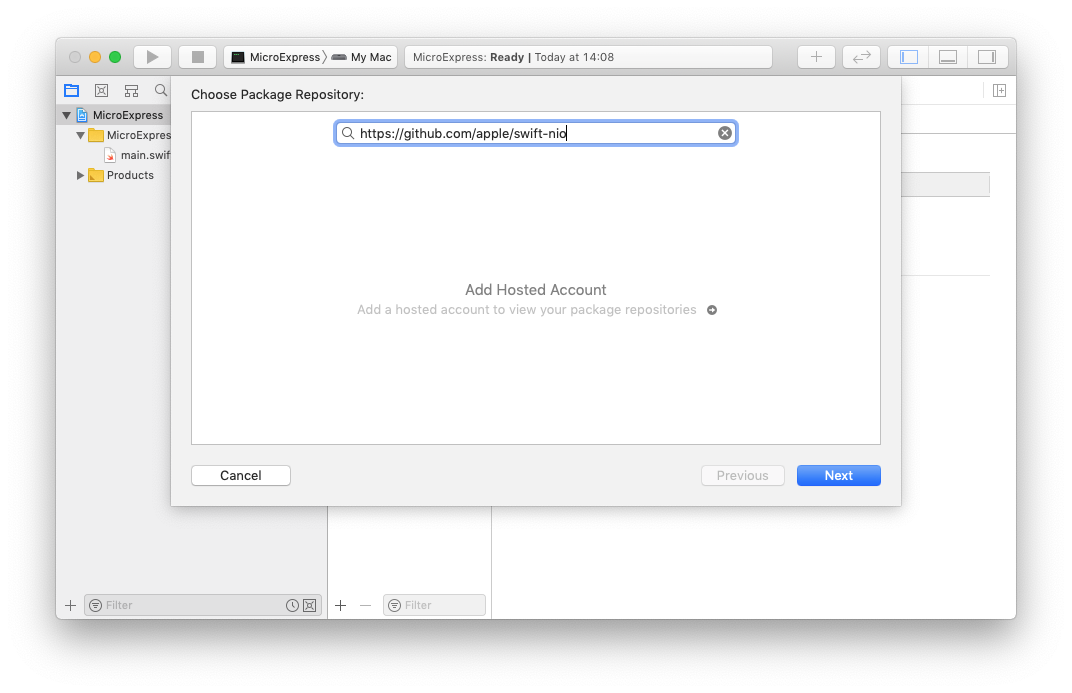 MicroExpress My Mac
MicroExpress: Ready | Today at 14:08
Choose Package Repository:
MicroExpress
MicroExpres
main.swif
Products
https://github.com/apple/swift-nio
Add Hosted Account
Add a hosted account to view your package repositories
Cancel
Previous
Next
Filter
Filter